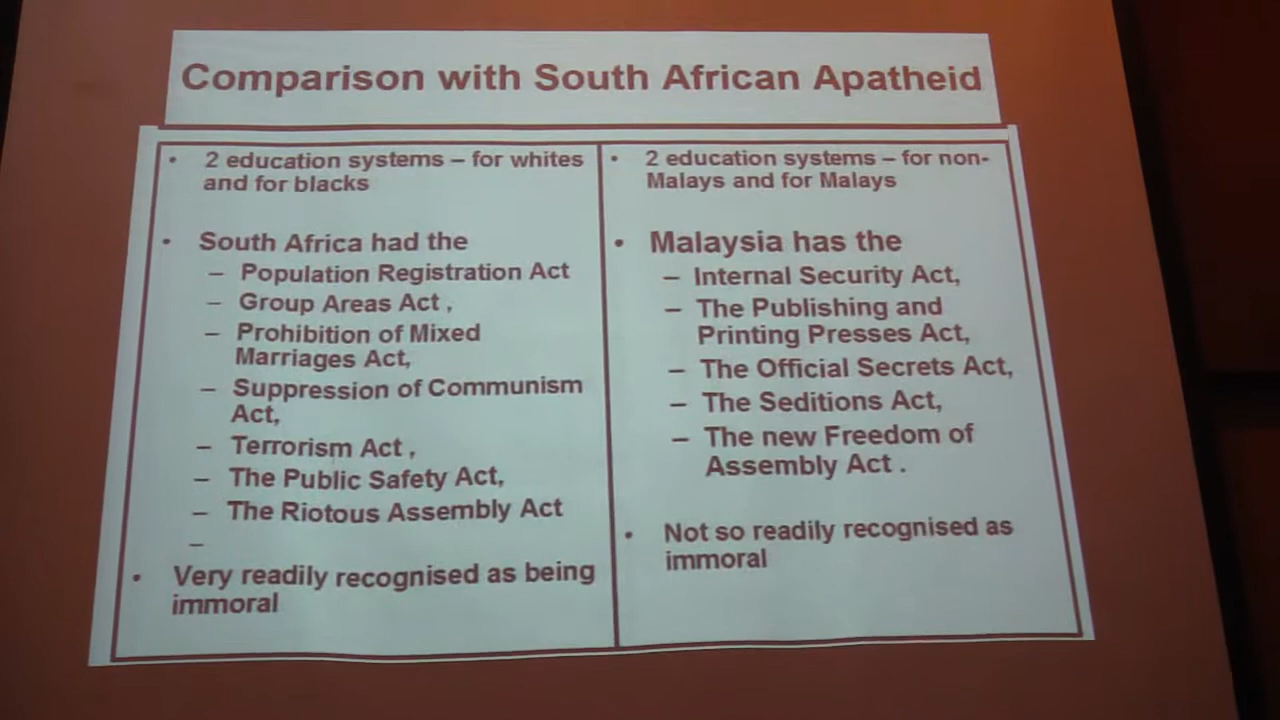 Comparison with South African Apatheid
• 2 education systems – for whites
and for blacks
• South Africa had the
– Population Registration Act
– Group Areas Act ,
– Prohibition of Mixed
Marriages Act,
– Suppression of Communism
Act,
– Terrorism Act ,
– The Public Safety Act,
– The Riotous Assembly Act
–
• Very readily recognised as being
immoral
• 2 education systems – for non-
Malays and for Malays
• Malaysia has the
– Internal Security Act,
– The Publishing and
Printing Presses Act,
– The Official Secrets Act,
– The Seditions Act,
– The new Freedom of
Assembly Act .
• Not so readily recognised as
immoral